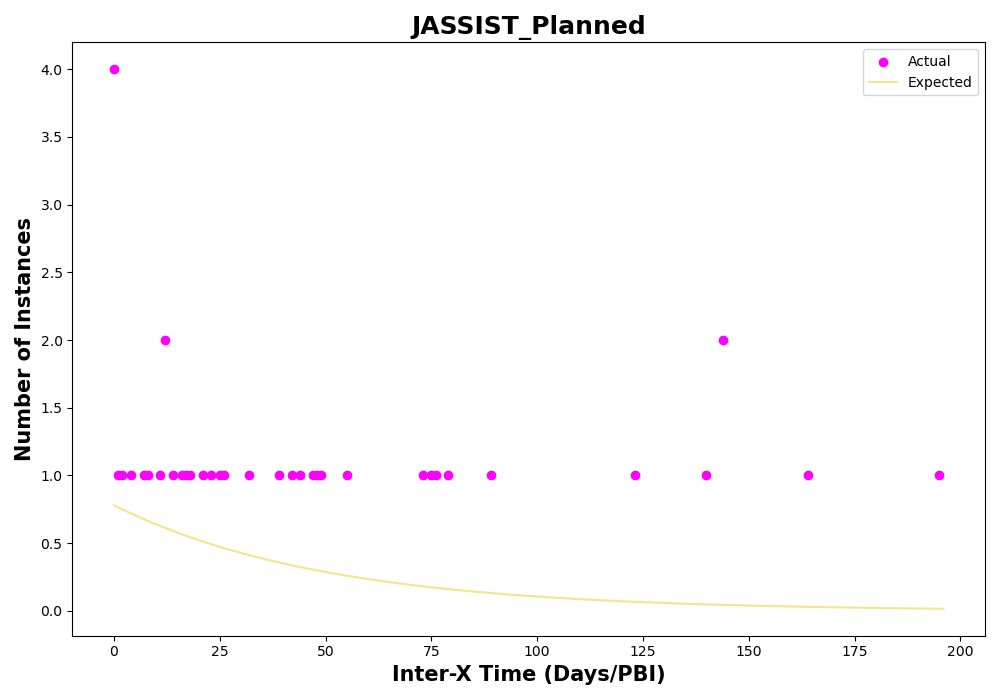 JASSIST_Planned
Actual
Expected
4.0
3.5
3.0
2.5
2.0
1.5
1.0
0.5
0.0
Number of Instances
0 25 50 75 100 125 150 175 200
Inter-X Time (Days/PBI)